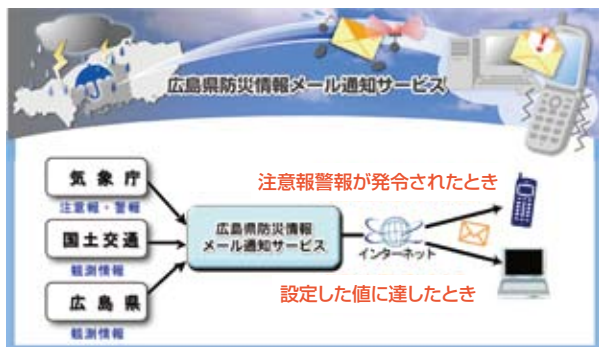 広島県防災情報メール通知サービス
気象庁
注意報・警報
国土交通
観測情報
広島県
観測情報
広島県防災情報
メール通知サービス
インターネット
注意報警報が発令されたとき
設定した値に達したとき